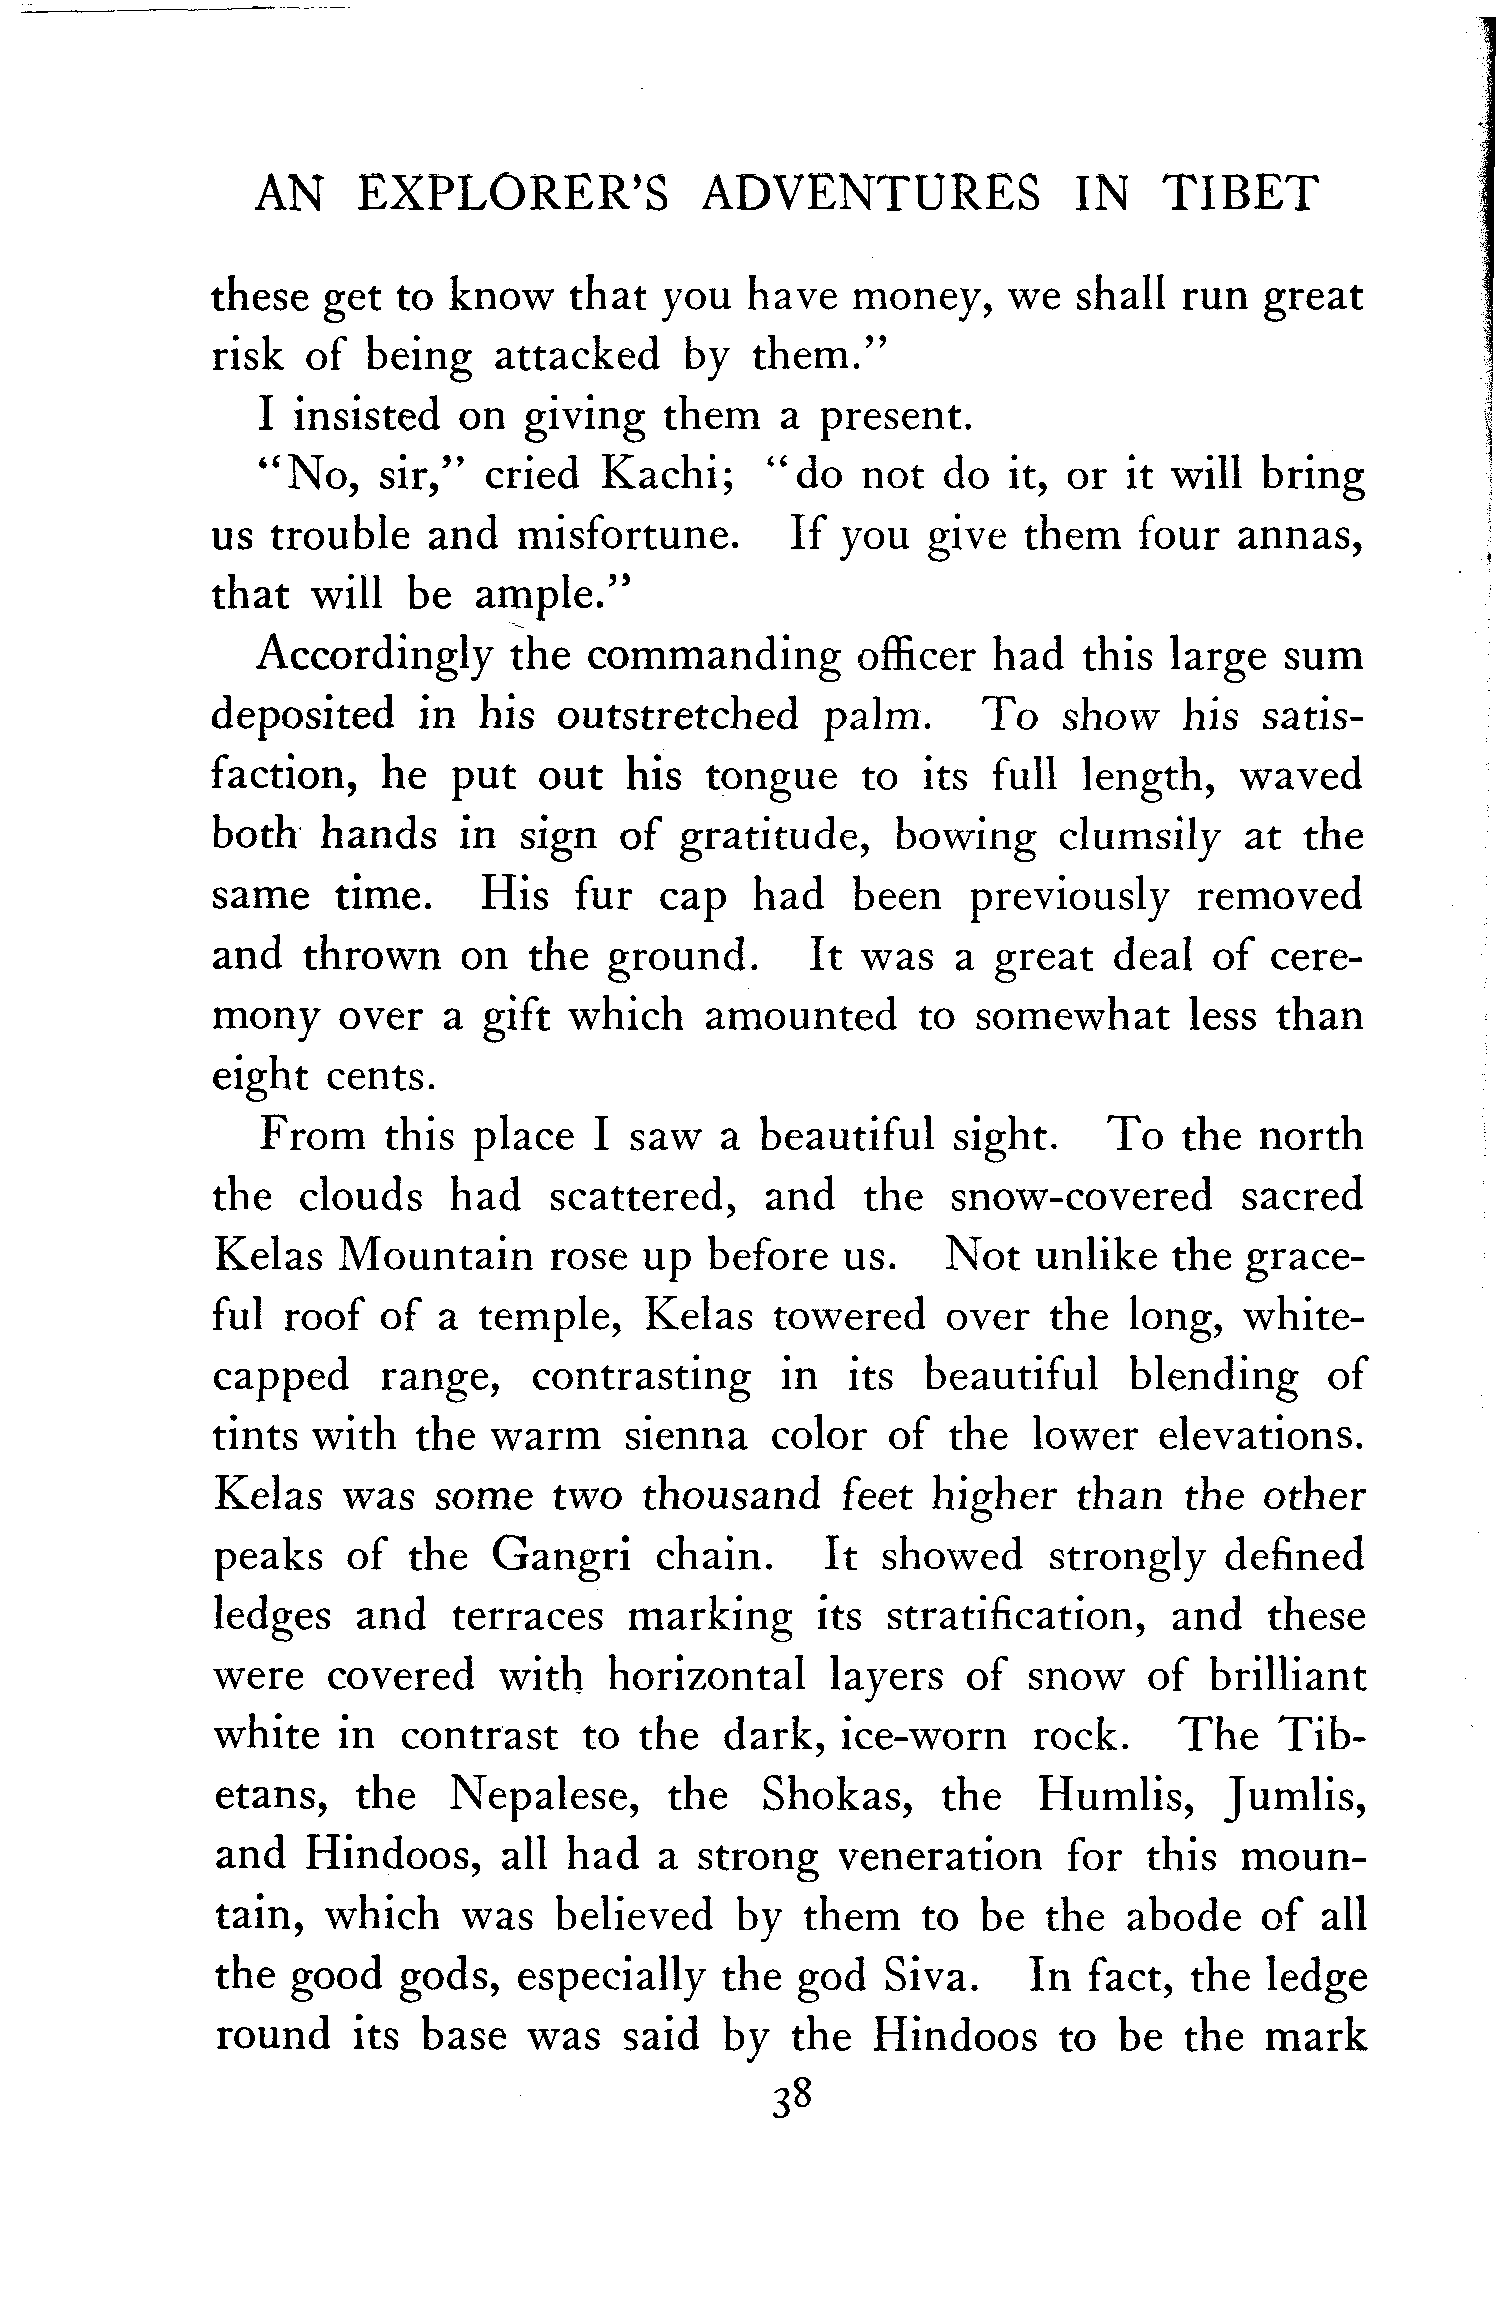 AN EXPLORER'S ADVENTURES IN TIBET
these get to know that you have money, we shall run great
risk of being attacked by them."
I insisted on giving them a present.
"No, sir," cried Kachi; "do not do it, or it will bring
us trouble and misfortune. If you give them four annas,
that will be ample."
Accordingly the commanding officer had this large sum
deposited in his outstretched palm. To show his satis-
faction, he put out his tongue to its full length, waved
both hands in sign of gratitude, bowing clumsily at the
same time. His fur cap had been previously removed
and thrown on the ground. It was a great deal of cere-
mony over a gift which amounted to somewhat less than
eight cents.
From this place I saw a beautiful sight. To the north
the clouds had scattered, and the snow-covered sacred
Kelas Mountain rose up before us. Not unlike the grace-
ful roof of a temple, Kelas towered over the long, white-
capped range, contrasting in its beautiful blending of
tints with the warm sienna color of the lower elevations.
Kelas was some two thousand feet higher than the other
peaks of the Gangri chain. It showed strongly defined
ledges and terraces marking its stratification, and these
were covered with horizontal layers of snow of brilliant
white in contrast to the dark, ice-worn rock. The Tib-
etans, the Nepalese, the Shokas, the Humlis, Jumlis,
and Hindoos, all had a strong veneration for this moun-
tain, which was believed by them to be the abode of all
the good gods, especially the god Siva. In fact, the ledge
round its base was said by the Hindoos to be the mark
38